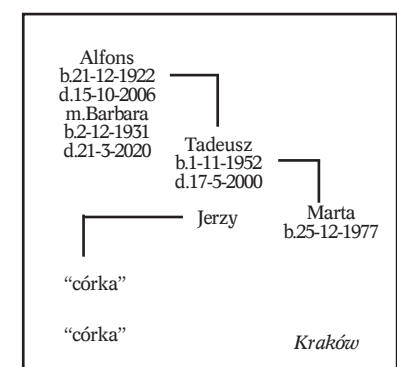 Alfons
b.21-12-1922
d.15-10-2006
m.Barbara
b.2-12-1931
d.21-3-2020
Tadeusz
b.1-11-1952
d.17-5-2000
Jerzy
Marta
b.25-12-1977
“córka”
“córka”
Kraków